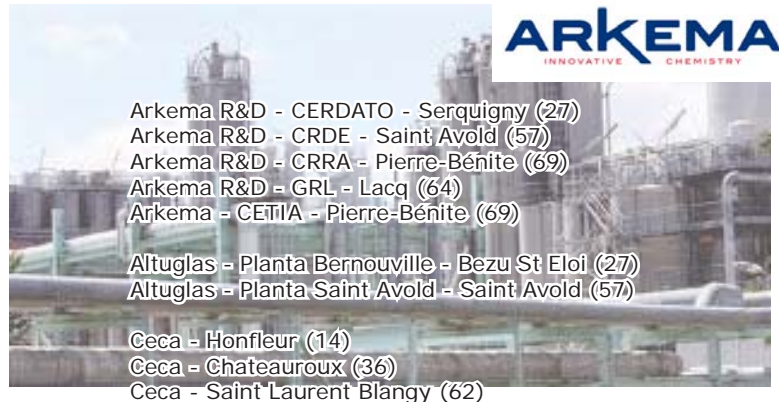 ARKEMA
INNOVATIVE CHEMISTRY
Arkema R&D - CERDATO - Serquigny (27)
Arkema R&D - CRDE - Saint Avold (57)
Arkema R&D - CRRA - Pierre-Bénite (69)
Arkema R&D - GRL - Lacq (64)
Arkema - CETIA - Pierre-Bénite (69)
Altuglas - Planta Bernouville - Bezu St Eloi (27)
Altuglas - Planta Saint Avold - Saint Avold (57)
Ceca - Honfleur (14)
Ceca - Chateauroux (36)
Ceca - Saint Laurent Blangy (62)